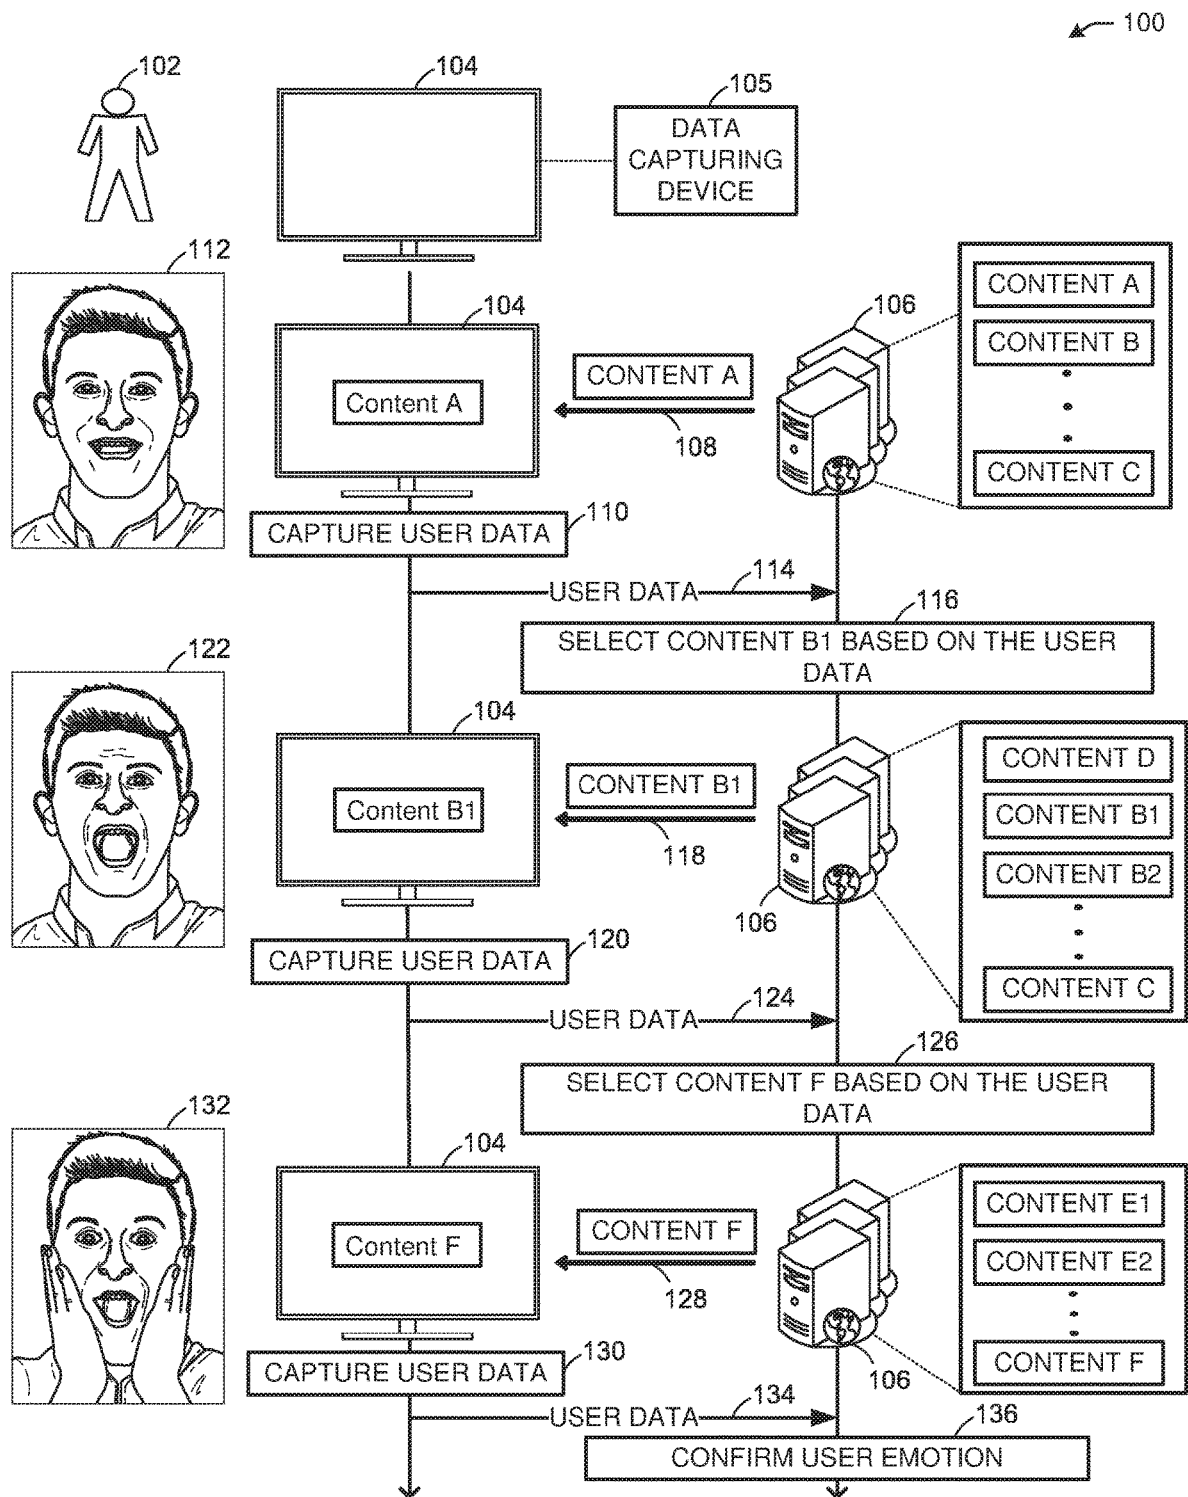 100
102
104
105
DATA
CAPTURING
DEVICE
112
104
106
CONTENT A
CONTENT B
CONTENT C
CONTENT A
Content A
108
CAPTURE USER DATA
110
USER DATA
114
116
SELECT CONTENT B1 BASED ON THE USER
DATA
122
104
CONTENT D
CONTENT B1
CONTENT B2
CONTENT C
CONTENT B1
Content B1
118
106
CAPTURE USER DATA
120
USER DATA
124
126
SELECT CONTENT F BASED ON THE USER
DATA
132
104
CONTENT E1
CONTENT E2
CONTENT F
CONTENT F
Content F
128
CAPTURE USER DATA
130
106
USER DATA
134
136
CONFIRM USER EMOTION